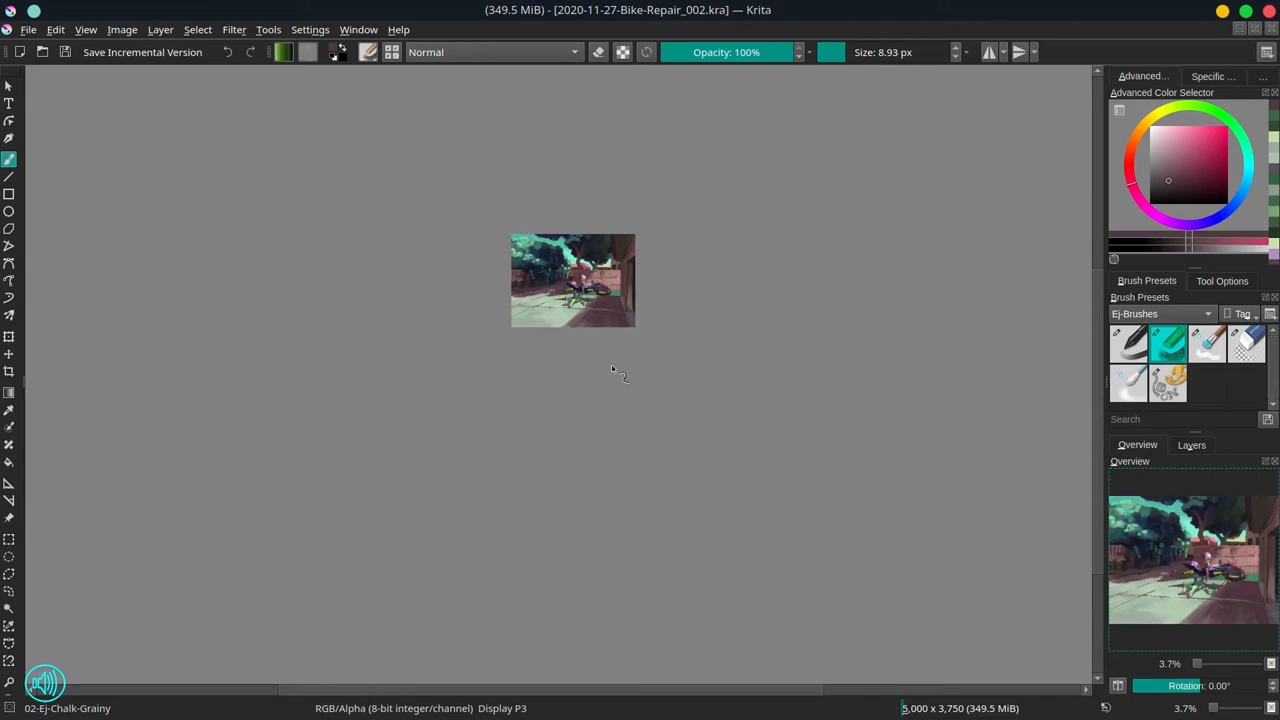 (349.5 MiB) - [2020-11-27-Bike-Repair_002.kra] — Krita
File Edit View Image Layer Select Filter Tools Settings Window Help
Save Incremental Version Normal Opacity: 100% Size: 8.93 px
Advanced... Specific ... ...
Advanced Color Selector
Brush Presets Tool Options
Brush Presets
Ej-Brushes Tag
Search
Overview Layers
Overview
3.7%
Rotation: 0.00°
02-Ej-Chalk-Grainy RGB/Alpha (8-bit integer/channel) Display P3 5,000 x 3,750 (349.5 MiB) 3.7%